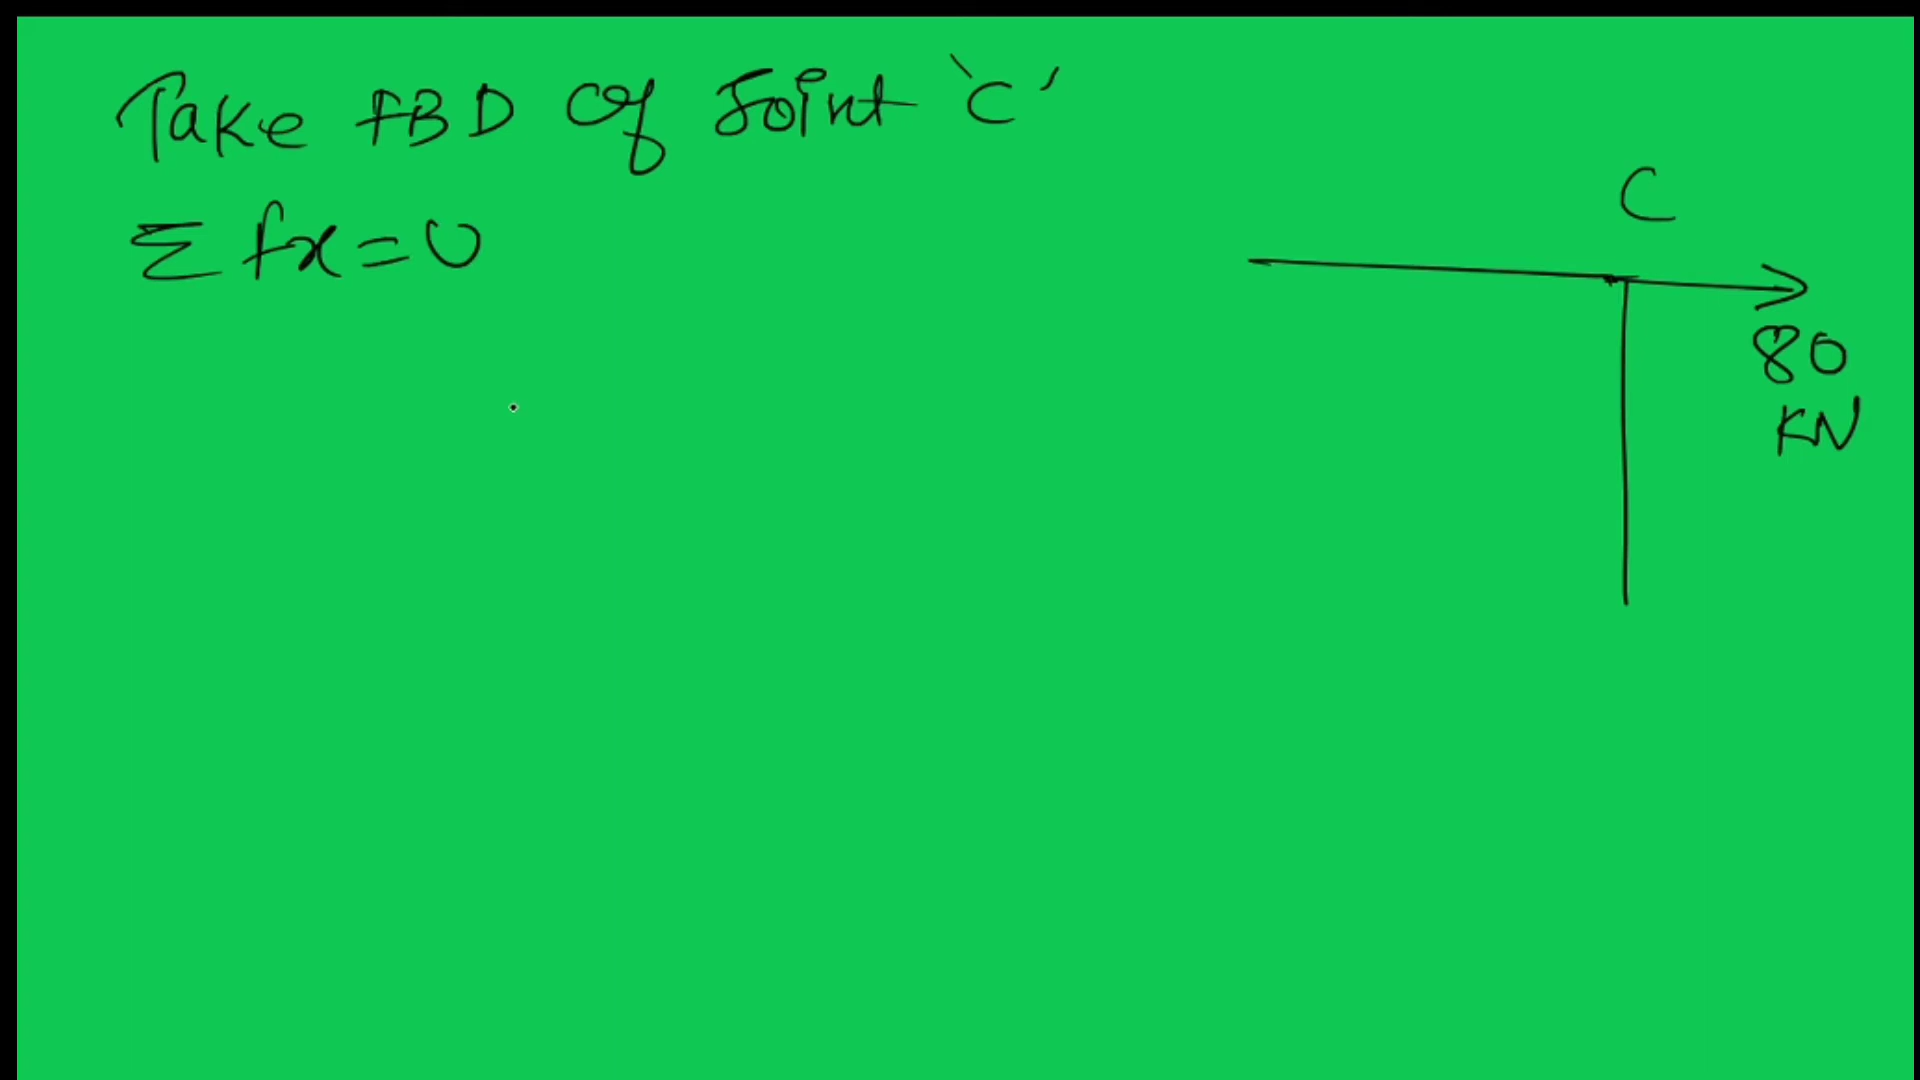 Take FBD of Joint 'C'
Σ fx = 0
C
80
KN